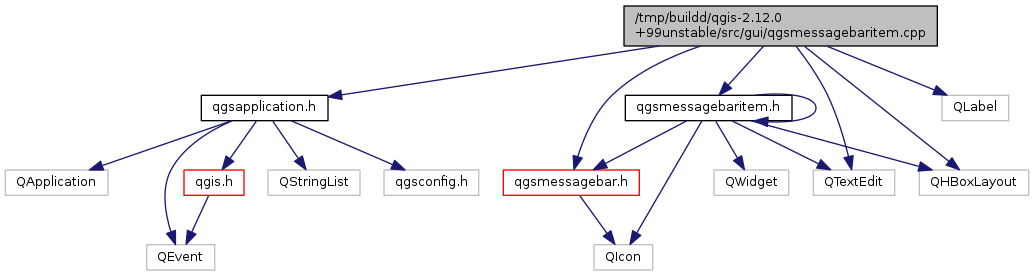 /tmp/buildd/qgis-2.12.0
+99unstable/src/gui/qgsmessagebaritem.cpp
qgsapplication.h
qgsmessagebaritem.h
QLabel
QApplication
qgis.h
QStringList
qgsconfig.h
qgsmessagebar.h
QWidget
QTextEdit
QHBoxLayout
QEvent
QIcon